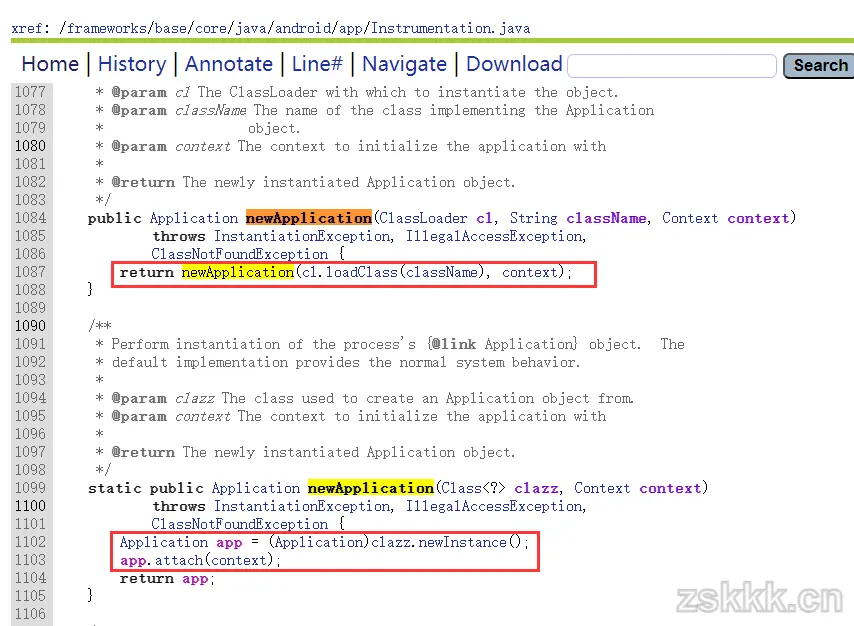 xref: /frameworks/base/core/java/android/app/Instrumentation.java
Home | History | Annotate | Line# | Navigate | Download Search
1077 * @param cl The ClassLoader with which to instantiate the object.
1078 * @param className The name of the class implementing the Application
1079 * object.
1080 * @param context The context to initialize the application with
1081 *
1082 * @return The newly instantiated Application object.
1083 */
1084 public Application newApplication(ClassLoader cl, String className, Context context)
1085 throws InstantiationException, IllegalAccessException,
1086 ClassNotFoundException {
1087 return newApplication(cl.loadClass(className), context);
1088 }
1089
1090 /**
1091 * Perform instantiation of the process's {@link Application} object. The
1092 * default implementation provides the normal system behavior.
1093 *
1094 * @param clazz The class used to create an Application object from.
1095 * @param context The context to initialize the application with
1096 *
1097 * @return The newly instantiated Application object.
1098 */
1099 static public Application newApplication(Class<?> clazz, Context context)
1100 throws InstantiationException, IllegalAccessException,
1101 ClassNotFoundException {
1102 Application app = (Application)clazz.newInstance();
1103 app.attach(context);
1104 return app;
1105 }
1106
zskkk.cn